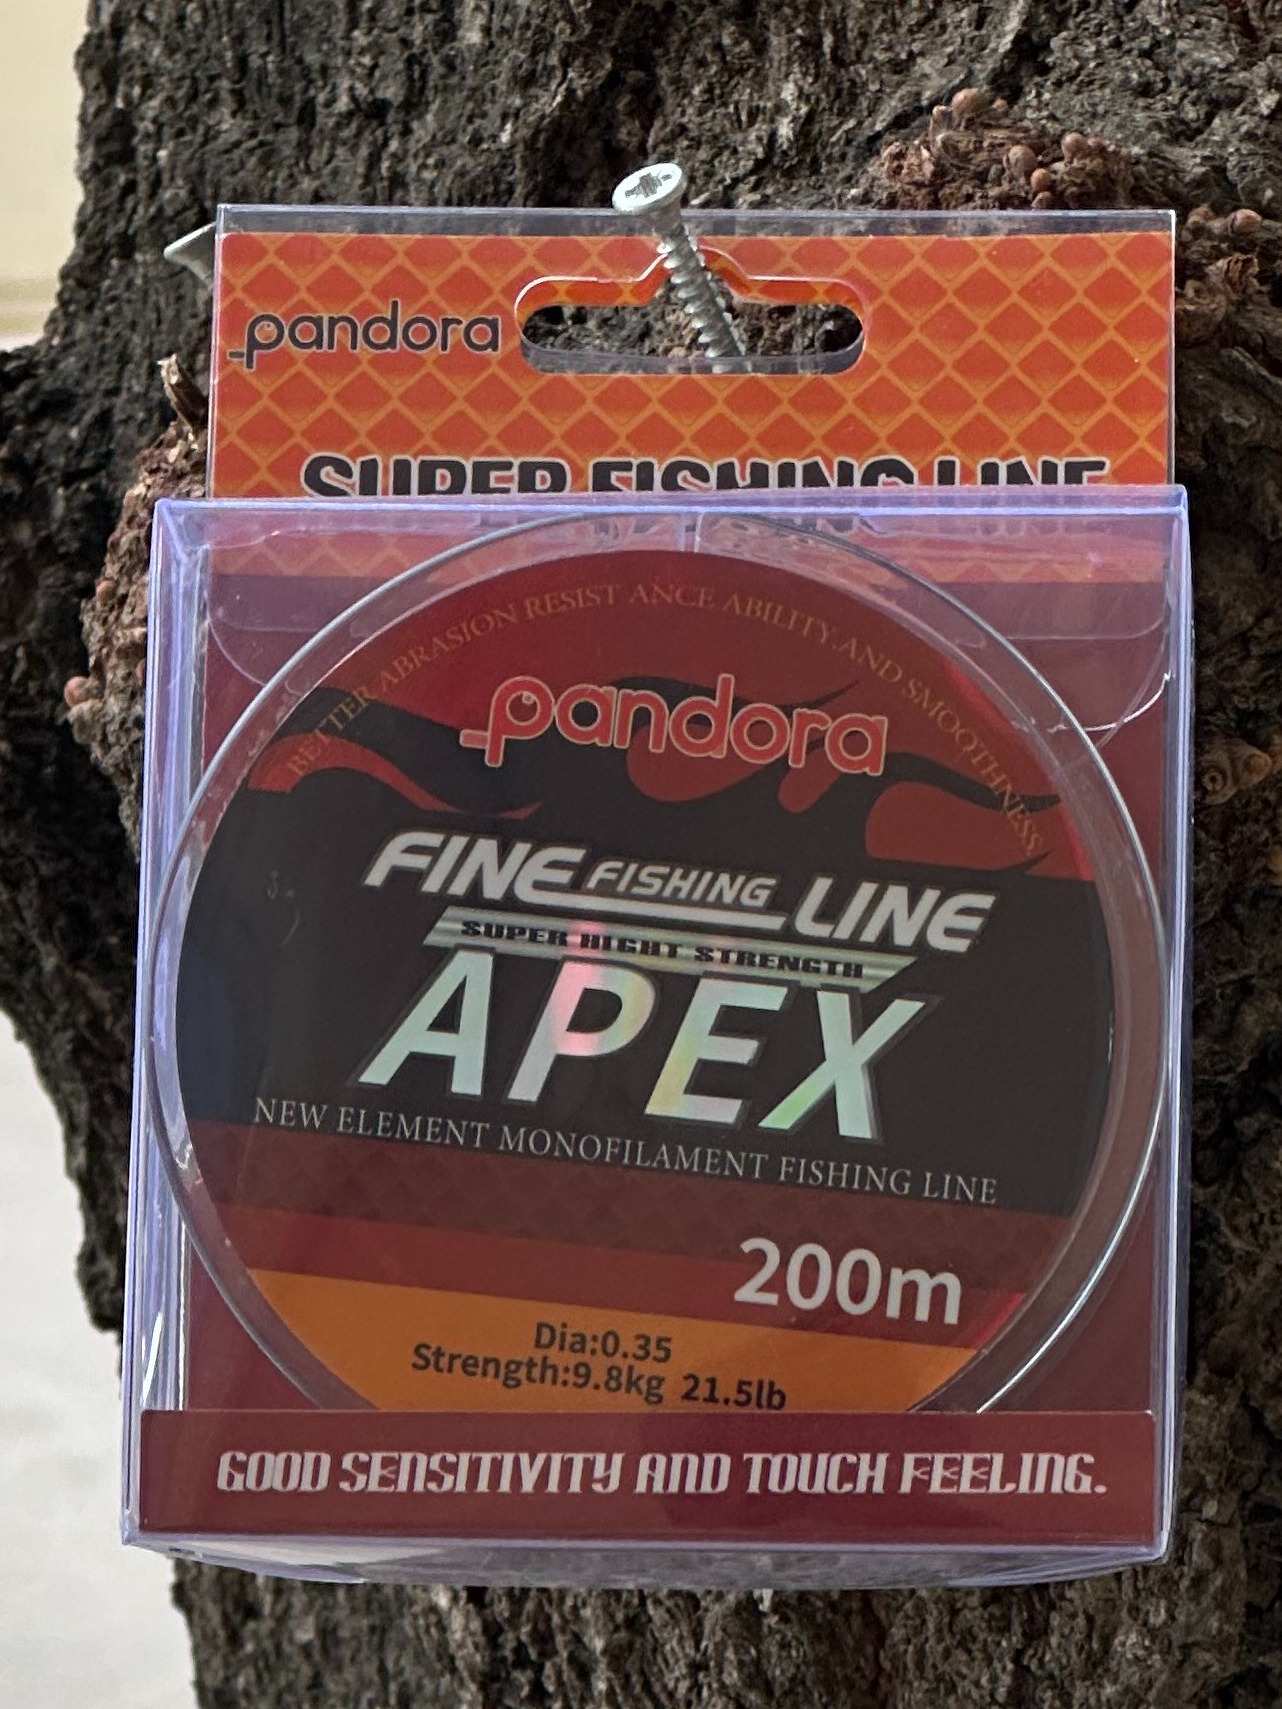 pandora
SUPER FISHING LINE
BETTER ABRASION RESIST ANCE ABILITY AND SMOOTHNESS
pandora
FINE FISHING LINE
SUPER HIGHT STRENGTH
APEX
NEW ELEMENT MONOFILAMENT FISHING LINE
200m
Dia:0.35
Strength:9.8kg 21.5lb
GOOD SENSITIVITY AND TOUCH FEELING.